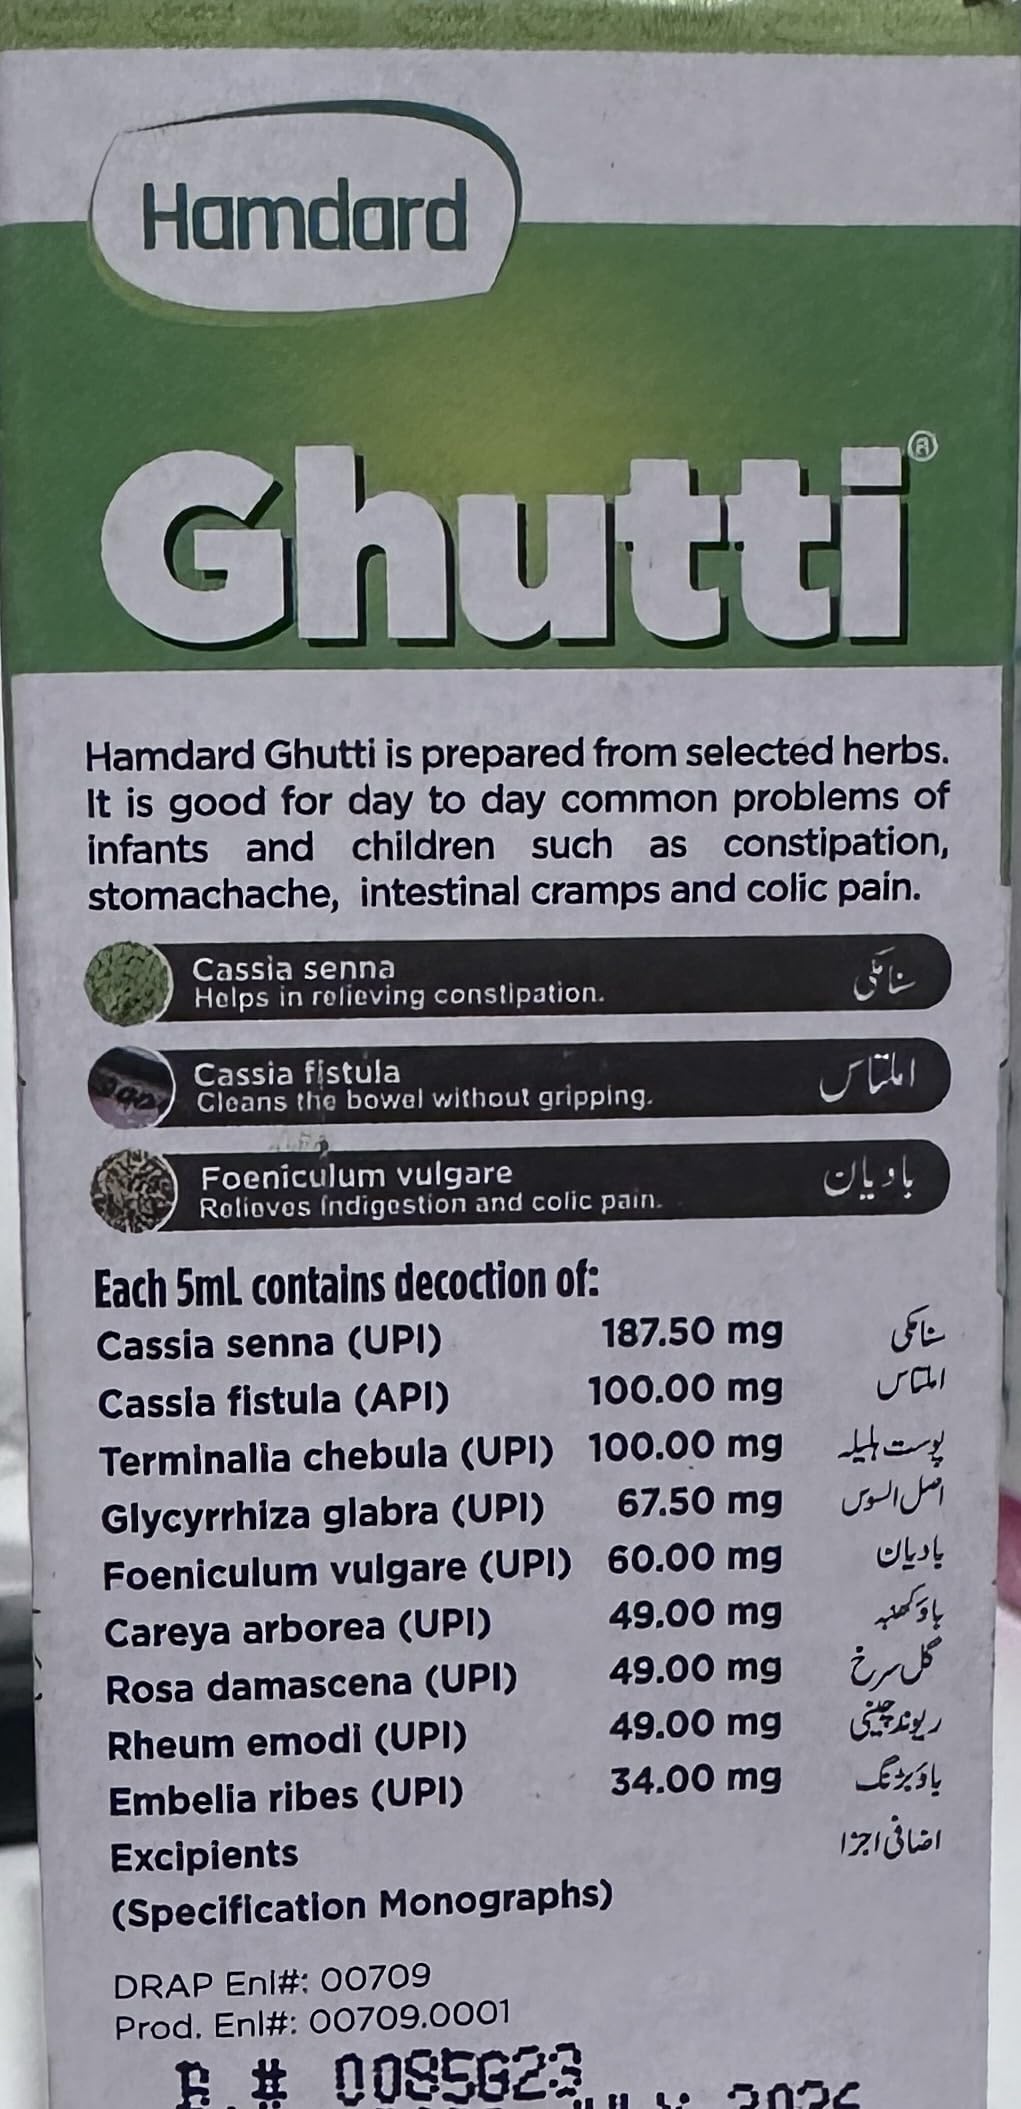 Hamdard
Ghutti®
Hamdard Ghutti is prepared from selected herbs.
It is good for day to day common problems of
infants and children such as constipation,
stomachache, intestinal cramps and colic pain.
Cassia senna سنا مکی
Helps in relieving constipation.
Cassia fistula املتاس
Cleans the bowel without gripping.
Foeniculum vulgare بادیان
Relieves indigestion and colic pain.
Each 5mL contains decoction of:
Cassia senna (UPI) 187.50 mg سنا مکی
Cassia fistula (API) 100.00 mg املتاس
Terminalia chebula (UPI) 100.00 mg پوست ہلیلہ
Glycyrrhiza glabra (UPI) 67.50 mg اصل السوس
Foeniculum vulgare (UPI) 60.00 mg بادیان
Careya arborea (UPI) 49.00 mg باؤکھنبہ
Rosa damascena (UPI) 49.00 mg گل سرخ
Rheum emodi (UPI) 49.00 mg ریوند چینی
Embelia ribes (UPI) 34.00 mg باؤبڑنگ
Excipients اضافی اجزا
(Specification Monographs)
DRAP Enl#: 00709
Prod. Enl#: 00709.0001
# 0085G23